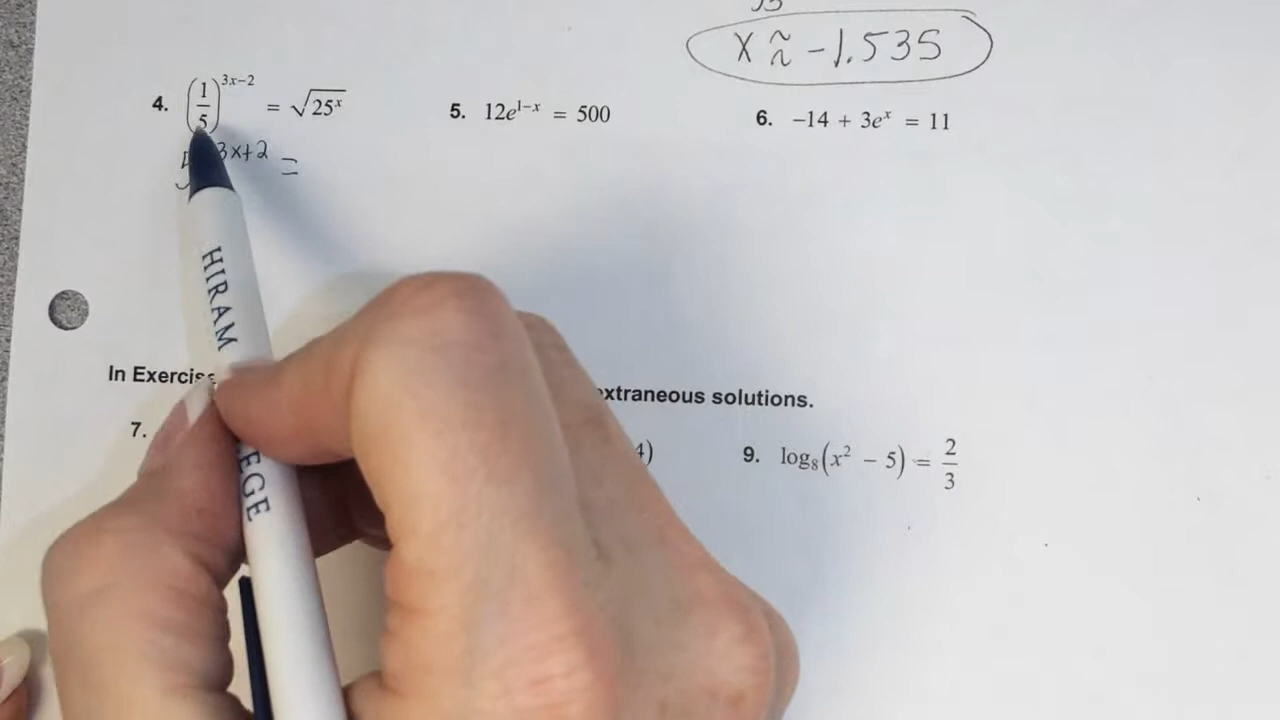 x ≈ -1.535
4. (1/5)^{3x-2} = √25^x
5. 12e^{1-x} = 500
6. -14 + 3e^x = 11
3x+2 =
HIRAM
EGE
In Exercis
extraneous solutions.
7.
4)
9. log₈(x² - 5) = 2/3